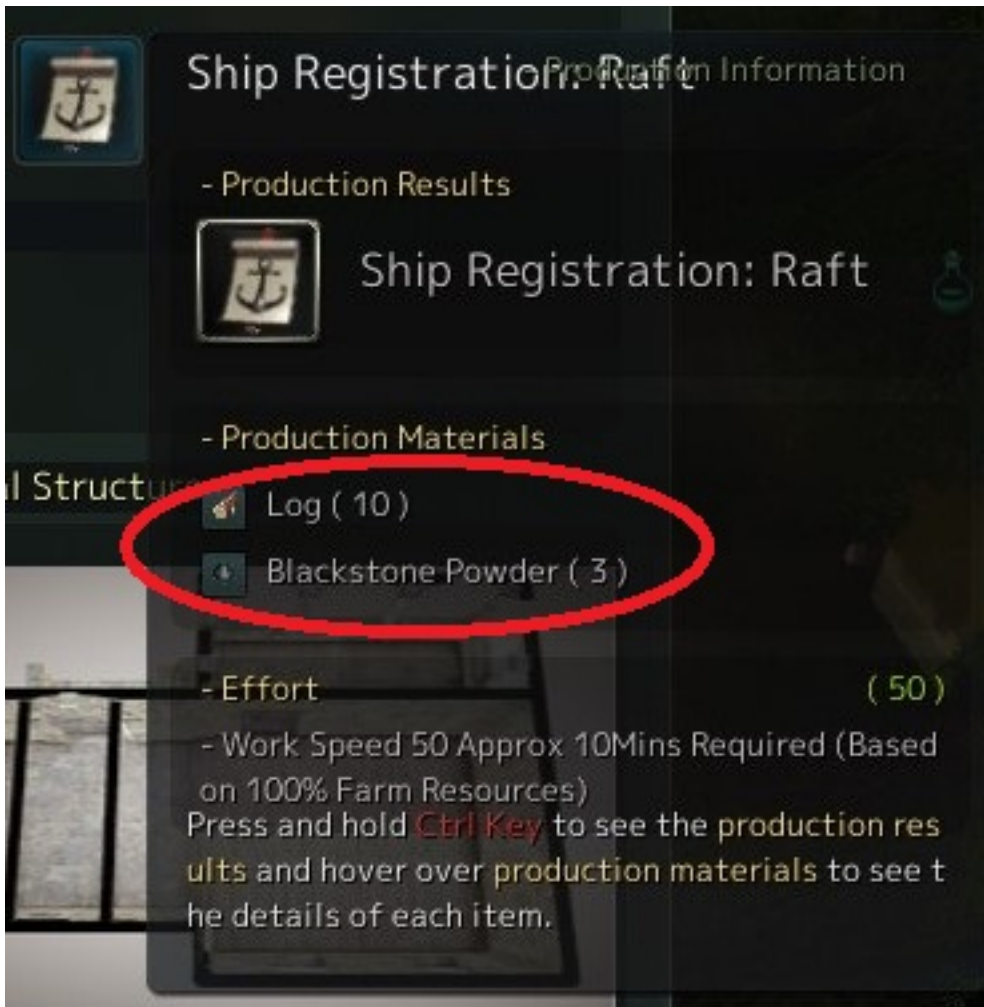 Ship Registration: Raft
Production Information
- Production Results
Ship Registration: Raft
- Production Materials
l Structure
Log ( 10 )
Blackstone Powder ( 3 )
- Effort
( 50 )
- Work Speed 50 Approx 10Mins Required (Based
on 100% Farm Resources)
Press and hold Ctrl Key to see the production res
ults and hover over production materials to see t
he details of each item.